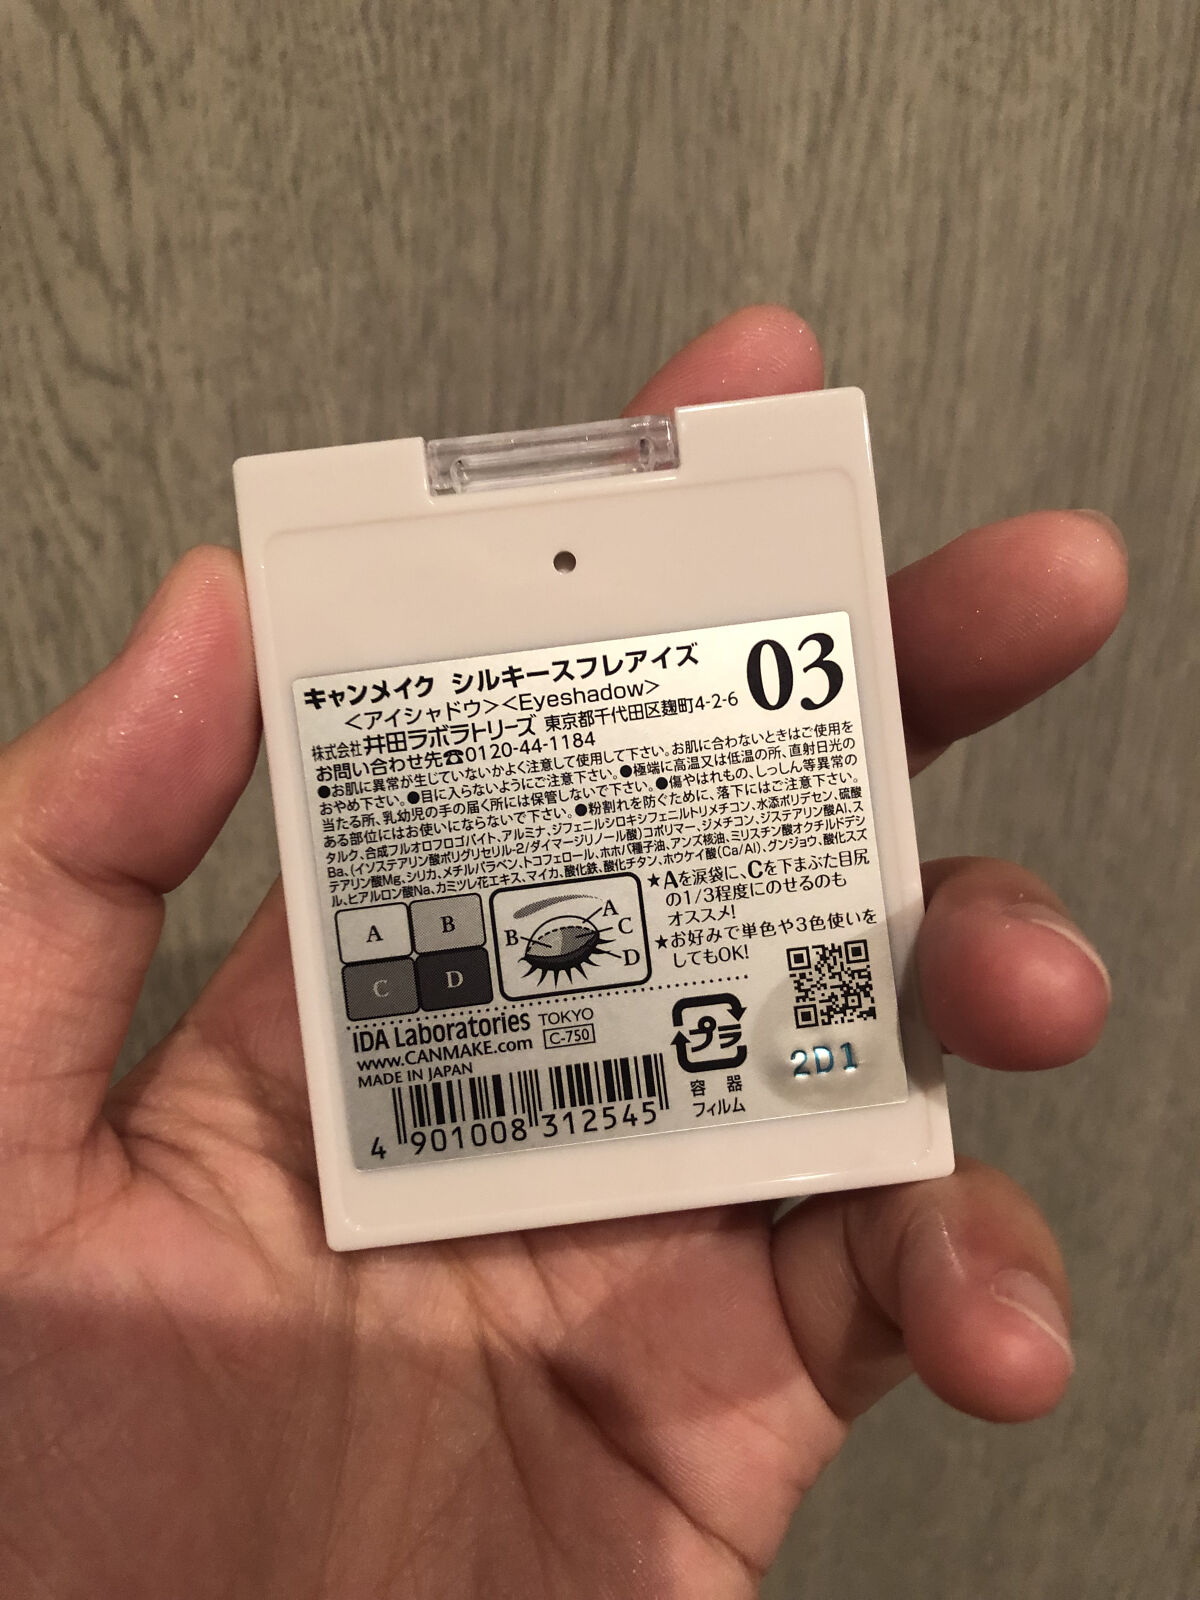 キャンメイク シルキースフレアイズ
03
<アイシャドウ><Eyeshadow>
株式会社 井田ラボラトリーズ 東京都千代田区麹町4-2-6
お問い合わせ先☎0120-44-1184
●お肌に異常が生じていないかよく注意して使用して下さい。お肌に合わないときはご使用を
おやめ下さい。●目に入らないようにご注意下さい。●極端に高温又は低温の所、直射日光の
当たる所、乳幼児の手の届く所には保管しないで下さい。●傷やはれもの、しっしん等異常の
ある部位にはお使いにならないで下さい。●粉割れを防ぐために、落下にはご注意下さい。
タルク、合成フルオロフロゴパイト、アルミナ、ジフェニルシロキシフェニルトリメチコン、水添ポリデセン、硫酸
Ba、(イソステアリン酸ポリグリセリル-2/ダイマージリノール酸)コポリマー、ジメチコン、ジステアリン酸Al、ス
テアリン酸Mg、シリカ、メチルパラベン、トコフェロール、ホホバ種子油、アンズ核油、ミリスチン酸オクチルドデシ
ル、ヒアルロン酸Na、カミツレ花エキス、マイカ、酸化鉄、酸化チタン、ホウケイ酸(Ca/Al)、グンジョウ、酸化スズ
A
B
C
D
A
B
C
D
★Aを涙袋に、Cを下まぶた目尻
の1/3程度にのせるのも
オススメ!
★お好みで単色や3色使いを
してもOK!
IDA Laboratories TOKYO
www.CANMAKE.com C-750
MADE IN JAPAN
4 901008 312545
プラ
容器
フィルム
2D1